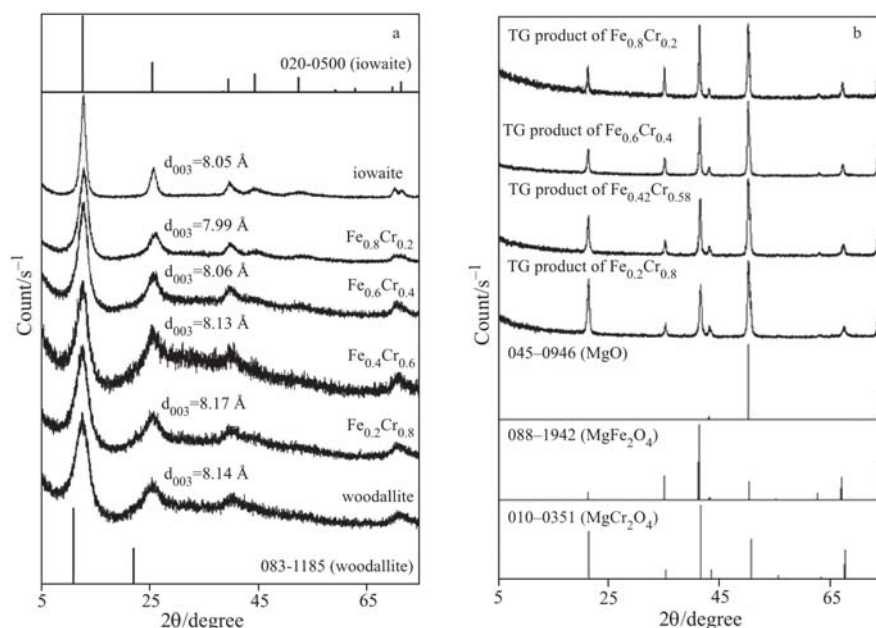 a
020-0500 (iowaite)
d003=8.05 Å
iowaite
d003=7.99 Å
Fe0.8Cr0.2
d003=8.06 Å
Fe0.6Cr0.4
d003=8.13 Å
Fe0.4Cr0.6
d003=8.17 Å
Fe0.2Cr0.8
d003=8.14 Å
woodallite
083-1185 (woodallite)
Count/s−1
5 25 45 65
2θ/degree
b
TG product of Fe0.8Cr0.2
TG product of Fe0.6Cr0.4
TG product of Fe0.42Cr0.58
TG product of Fe0.2Cr0.8
045–0946 (MgO)
088–1942 (MgFe2O4)
010–0351 (MgCr2O4)
Count/s−1
5 25 45 65
2θ/degree